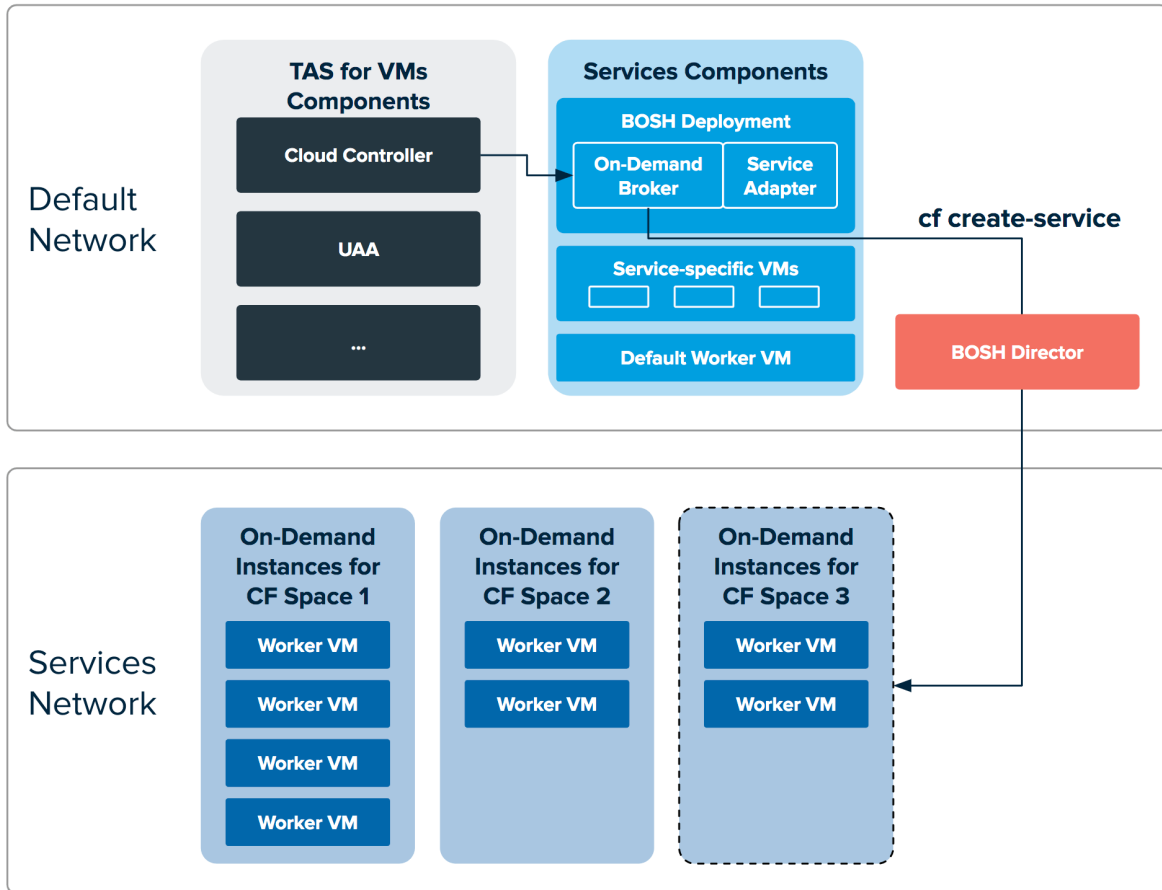 Default
Network
TAS for VMs
Components
Cloud Controller
UAA
...
Services Components
BOSH Deployment
On-Demand
Broker
Service
Adapter
Service-specific VMs
Default Worker VM
cf create-service
BOSH Director
Services
Network
On-Demand
Instances for
CF Space 1
Worker VM
Worker VM
Worker VM
Worker VM
On-Demand
Instances for
CF Space 2
Worker VM
Worker VM
On-Demand
Instances for
CF Space 3
Worker VM
Worker VM